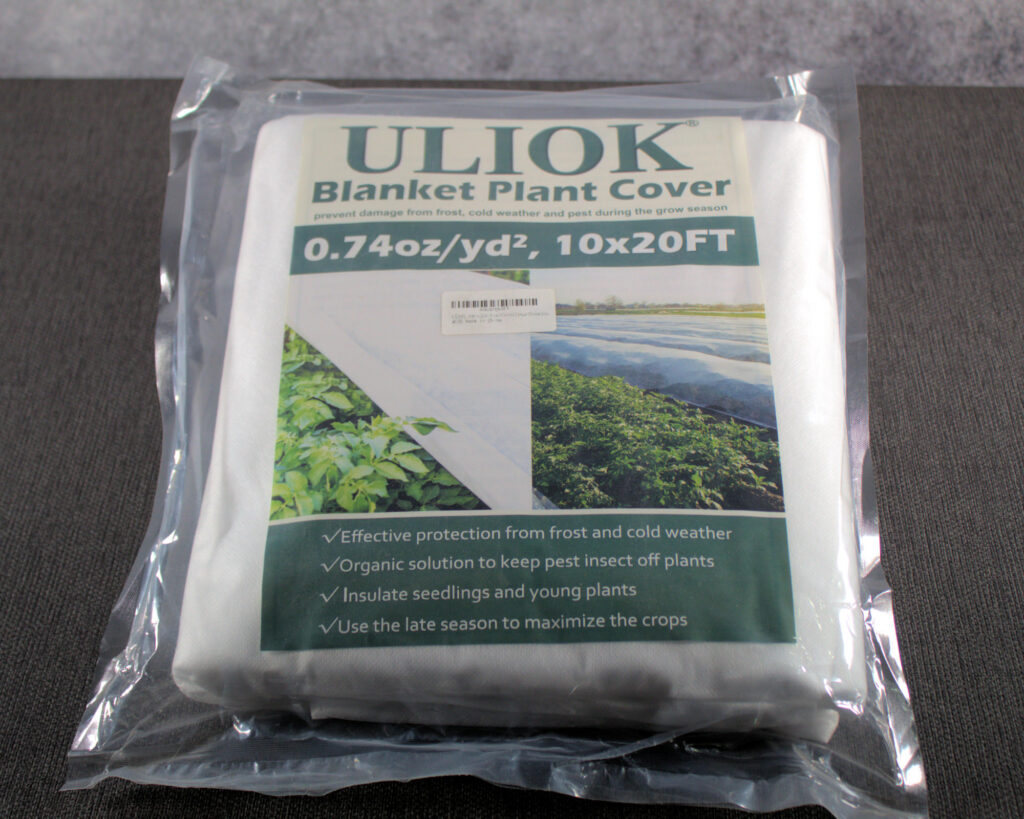 ULIOK®
Blanket Plant Cover
prevent damage from frost, cold weather and pest during the grow season
0.74oz/yd², 10x20FT
✓Effective protection from frost and cold weather
✓Organic solution to keep pest insect off plants
✓Insulate seedlings and young plants
✓Use the late season to maximize the crops